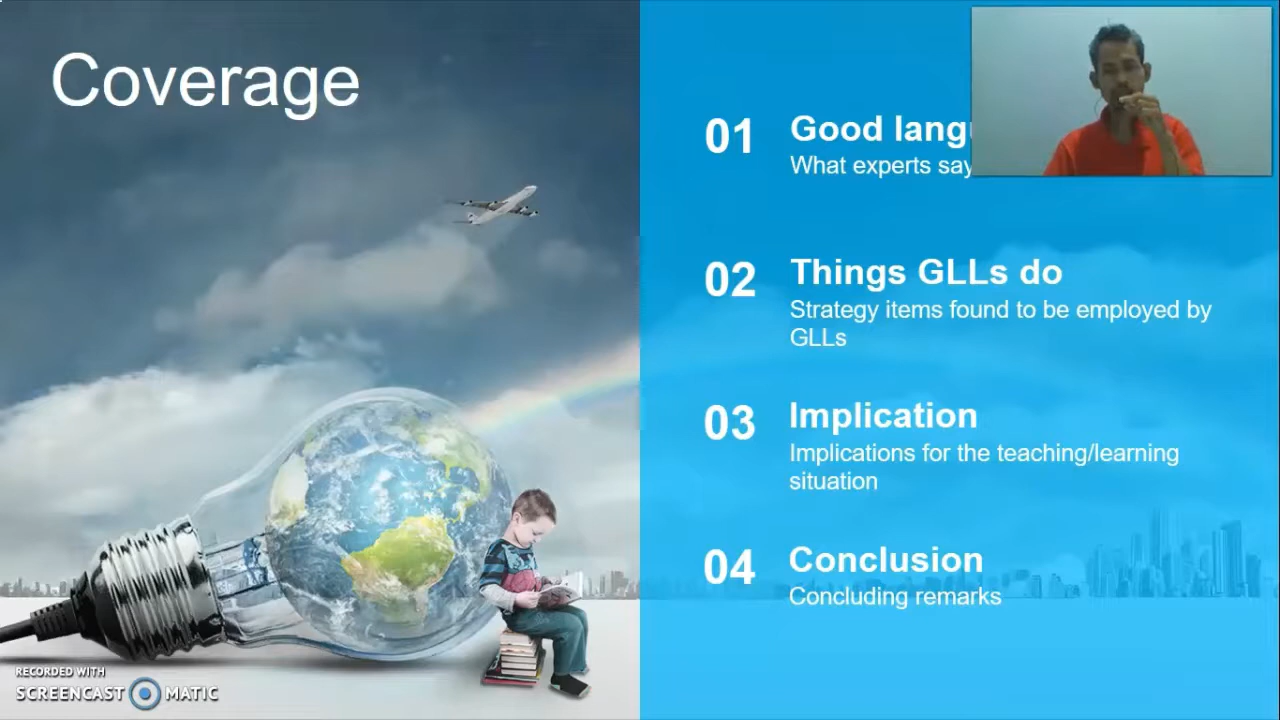 Coverage
01
Good
What experts say
02
Things GLLs do
Strategy items found to be employed by
GLLs
03
Implication
Implications for the teaching/learning
situation
04
Conclusion
Concluding remarks
RECORDED WITH
SCREENCAST MATIC